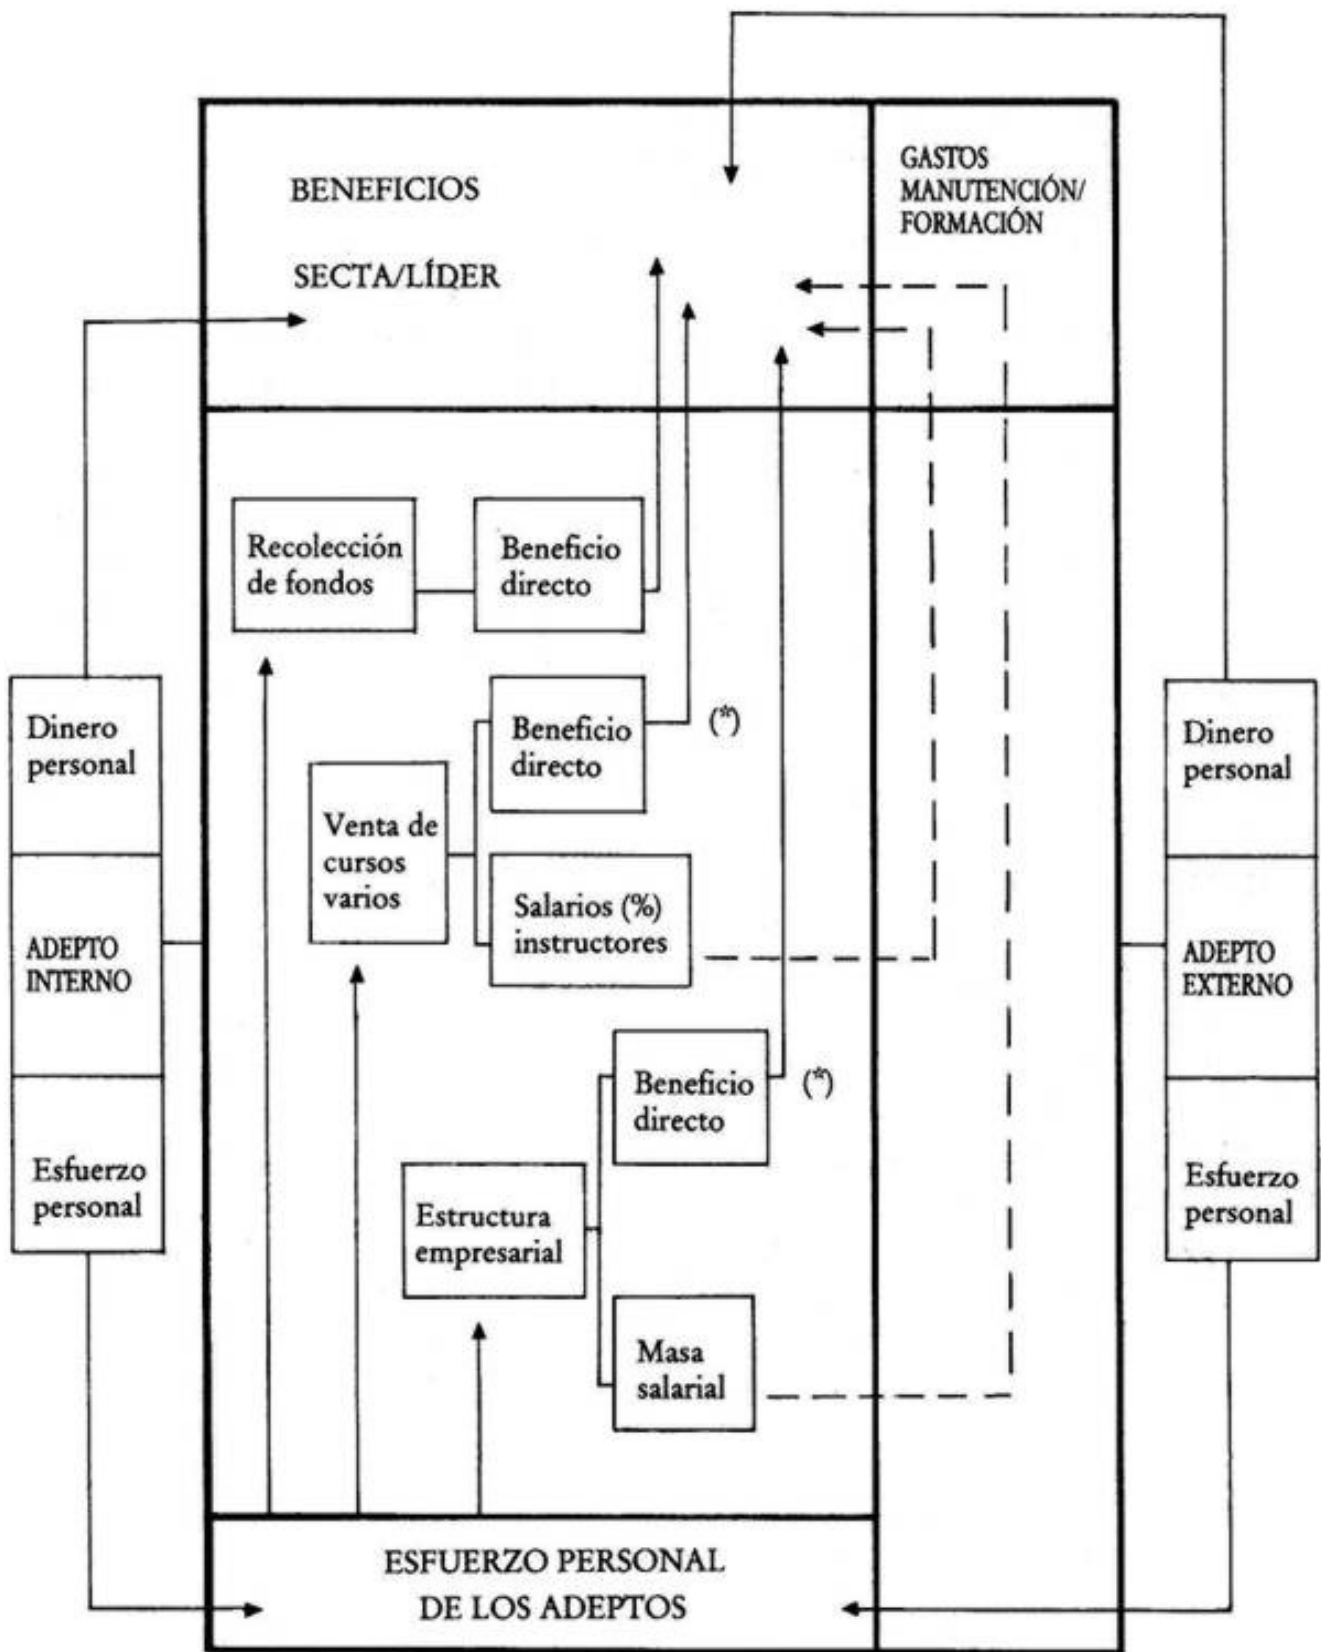 BENEFICIOS
SECTA/LÍDER
GASTOS
MANUTENCIÓN/
FORMACIÓN
Recolección
de fondos
Beneficio
directo
Beneficio
directo
(*)
Venta de
cursos
varios
Salarios (%)
instructores
Beneficio
directo
(*)
Estructura
empresarial
Masa
salarial
Dinero
personal
ADEPTO
INTERNO
Esfuerzo
personal
Dinero
personal
ADEPTO
EXTERNO
Esfuerzo
personal
ESFUERZO PERSONAL
DE LOS ADEPTOS